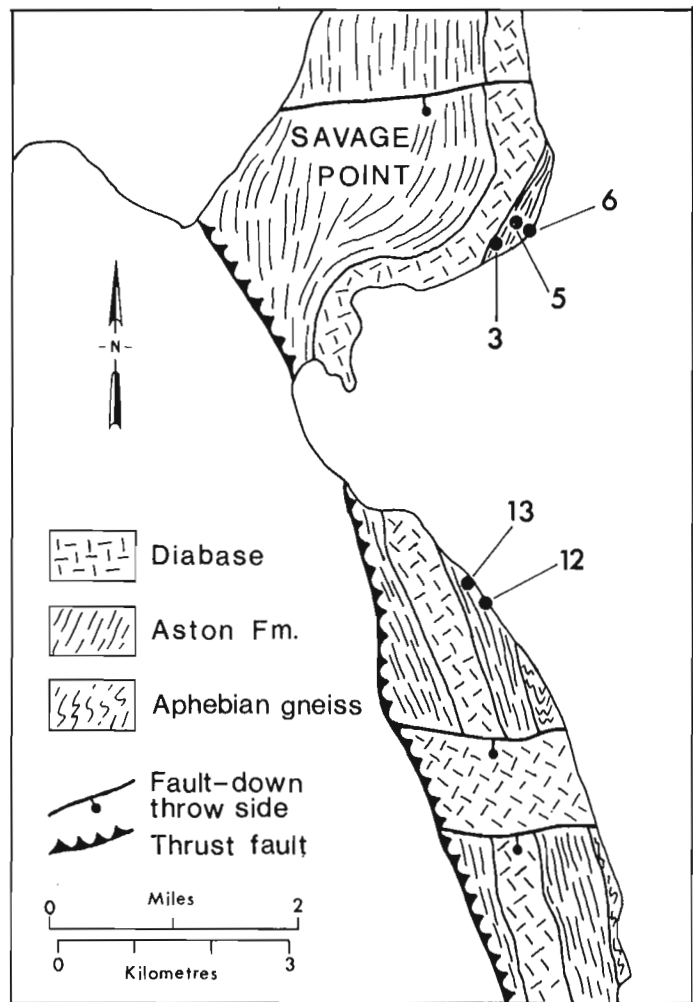 SAVAGE
POINT
6
5
3
- N -
13
12
Diabase
Aston Fm.
Aphebian gneiss
Fault-down
throw side
Thrust fault
Miles
0 2
0 3
Kilometres